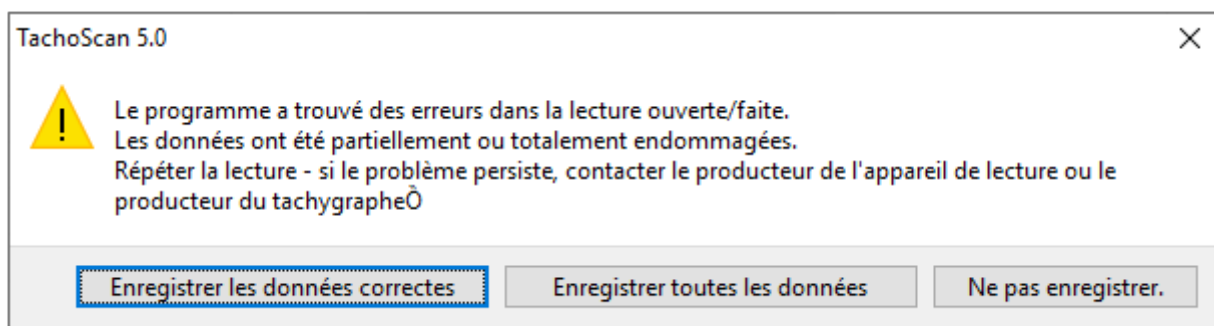 TachoScan 5.0
Le programme a trouvé des erreurs dans la lecture ouverte/faite.
Les données ont été partiellement ou totalement endommagées.
Répéter la lecture - si le problème persiste, contacter le producteur de l'appareil de lecture ou le
producteur du tachygrapheȌ
Enregistrer les données correctes
Enregistrer toutes les données
Ne pas enregistrer.